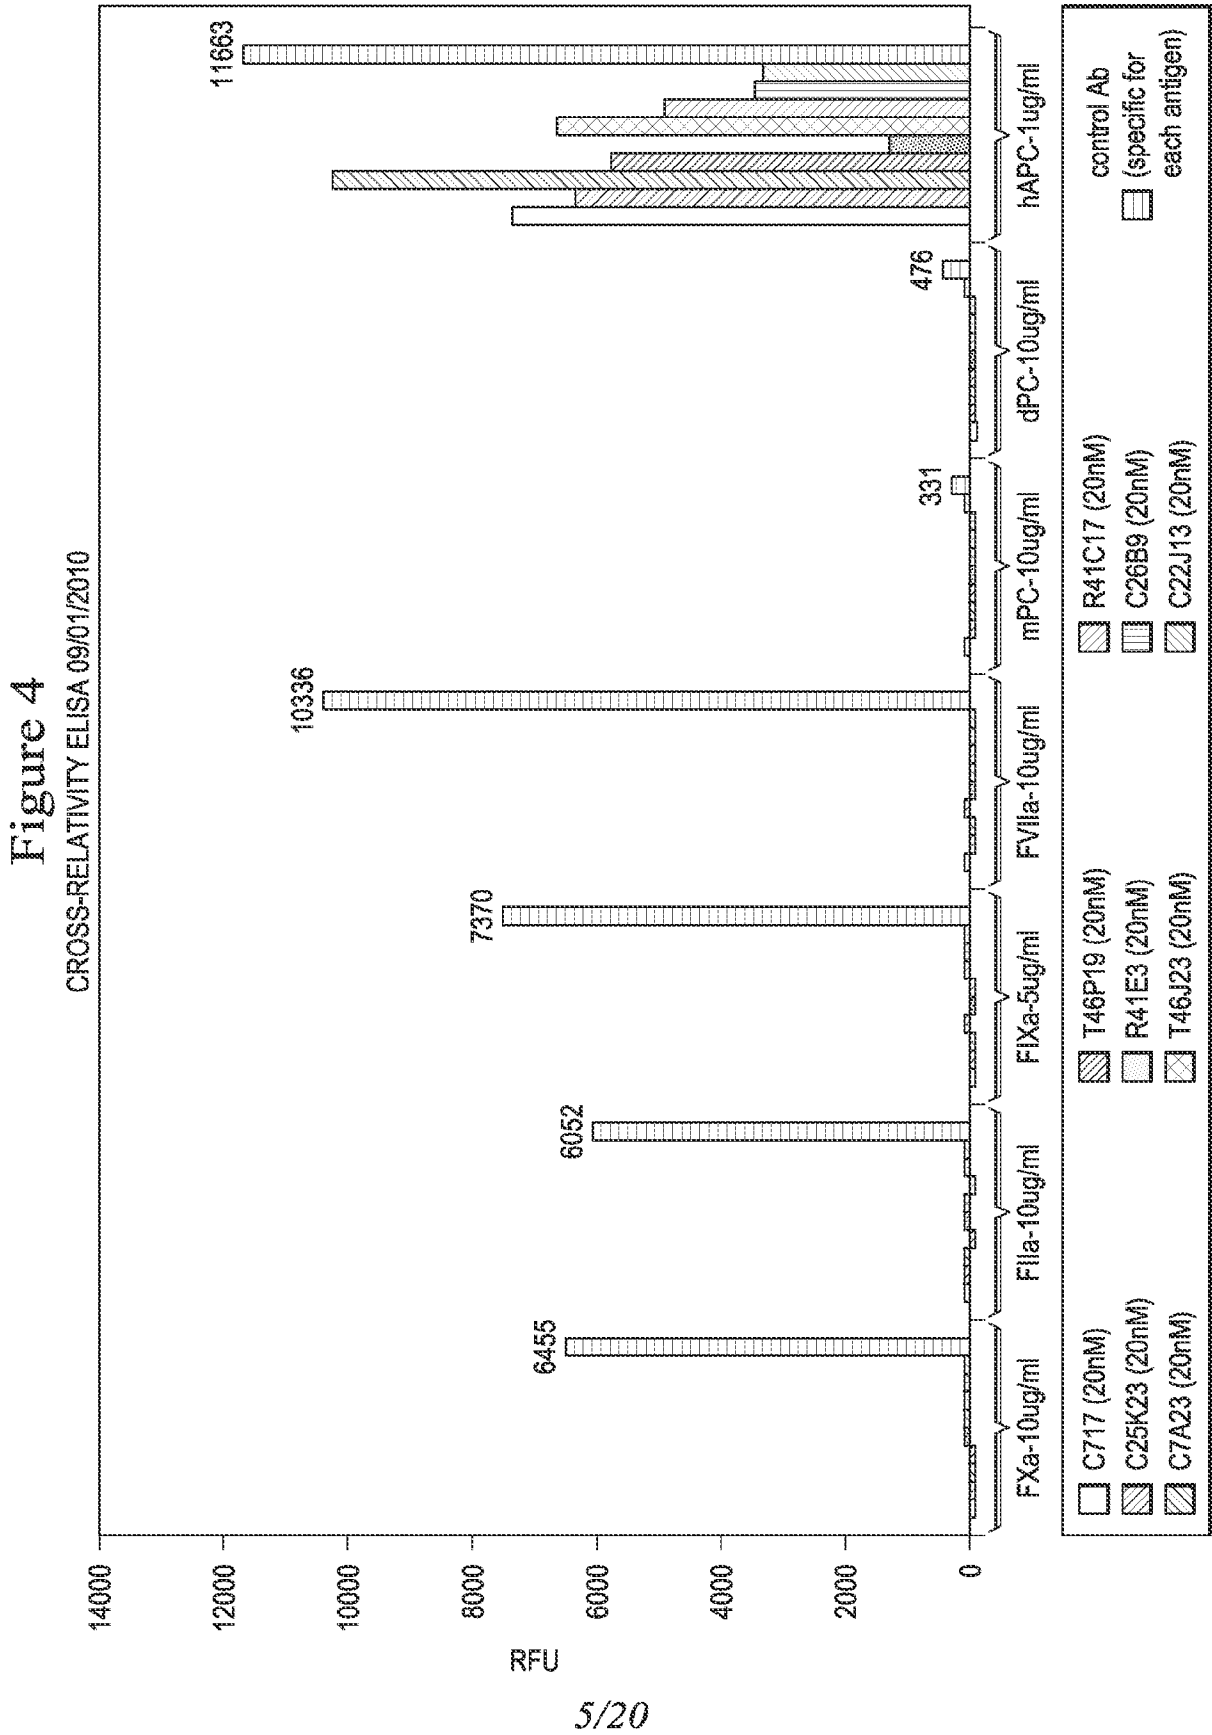 Figure 4
CROSS-RELATIVITY ELISA 09/01/2010
14000
12000
10000
8000
6000
4000
2000
0
RFU
6455
6052
7370
10336
331
476
11663
FXa-10ug/ml
FIIa-10ug/ml
FIXa-5ug/ml
FVIIa-10ug/ml
mPC-10ug/ml
dPC-10ug/ml
hAPC-1ug/ml
C717 (20nM)
C25K23 (20nM)
C7A23 (20nM)
T46P19 (20nM)
R41E3 (20nM)
T46J23 (20nM)
R41C17 (20nM)
C26B9 (20nM)
C22J13 (20nM)
control Ab
(specific for
each antigen)
5/20